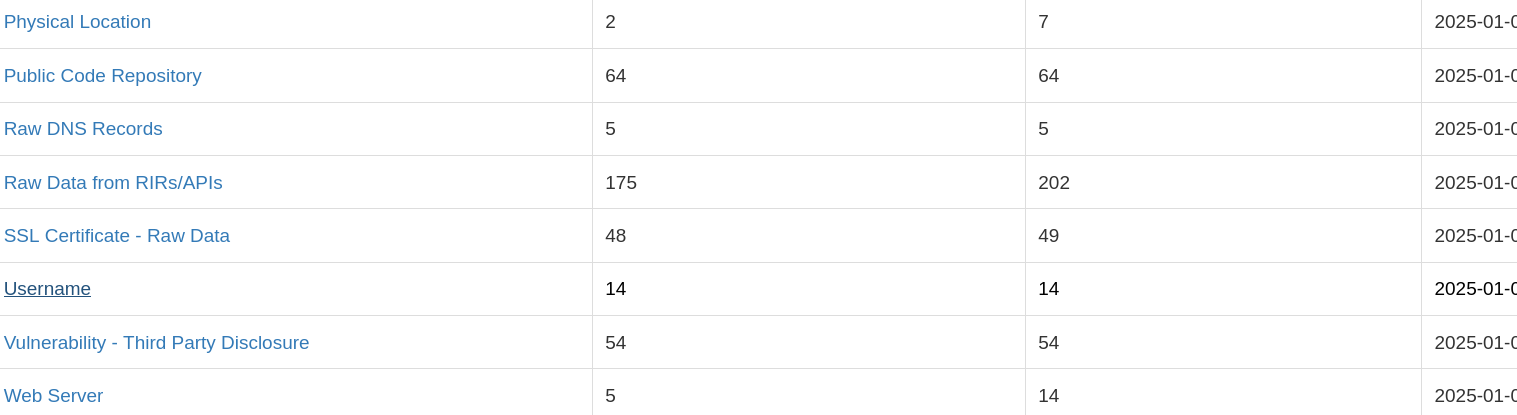 Physical Location 2 7 2025-01-0
Public Code Repository 64 64 2025-01-0
Raw DNS Records 5 5 2025-01-0
Raw Data from RIRs/APIs 175 202 2025-01-0
SSL Certificate - Raw Data 48 49 2025-01-0
Username 14 14 2025-01-0
Vulnerability - Third Party Disclosure 54 54 2025-01-0
Web Server 5 14 2025-01-0